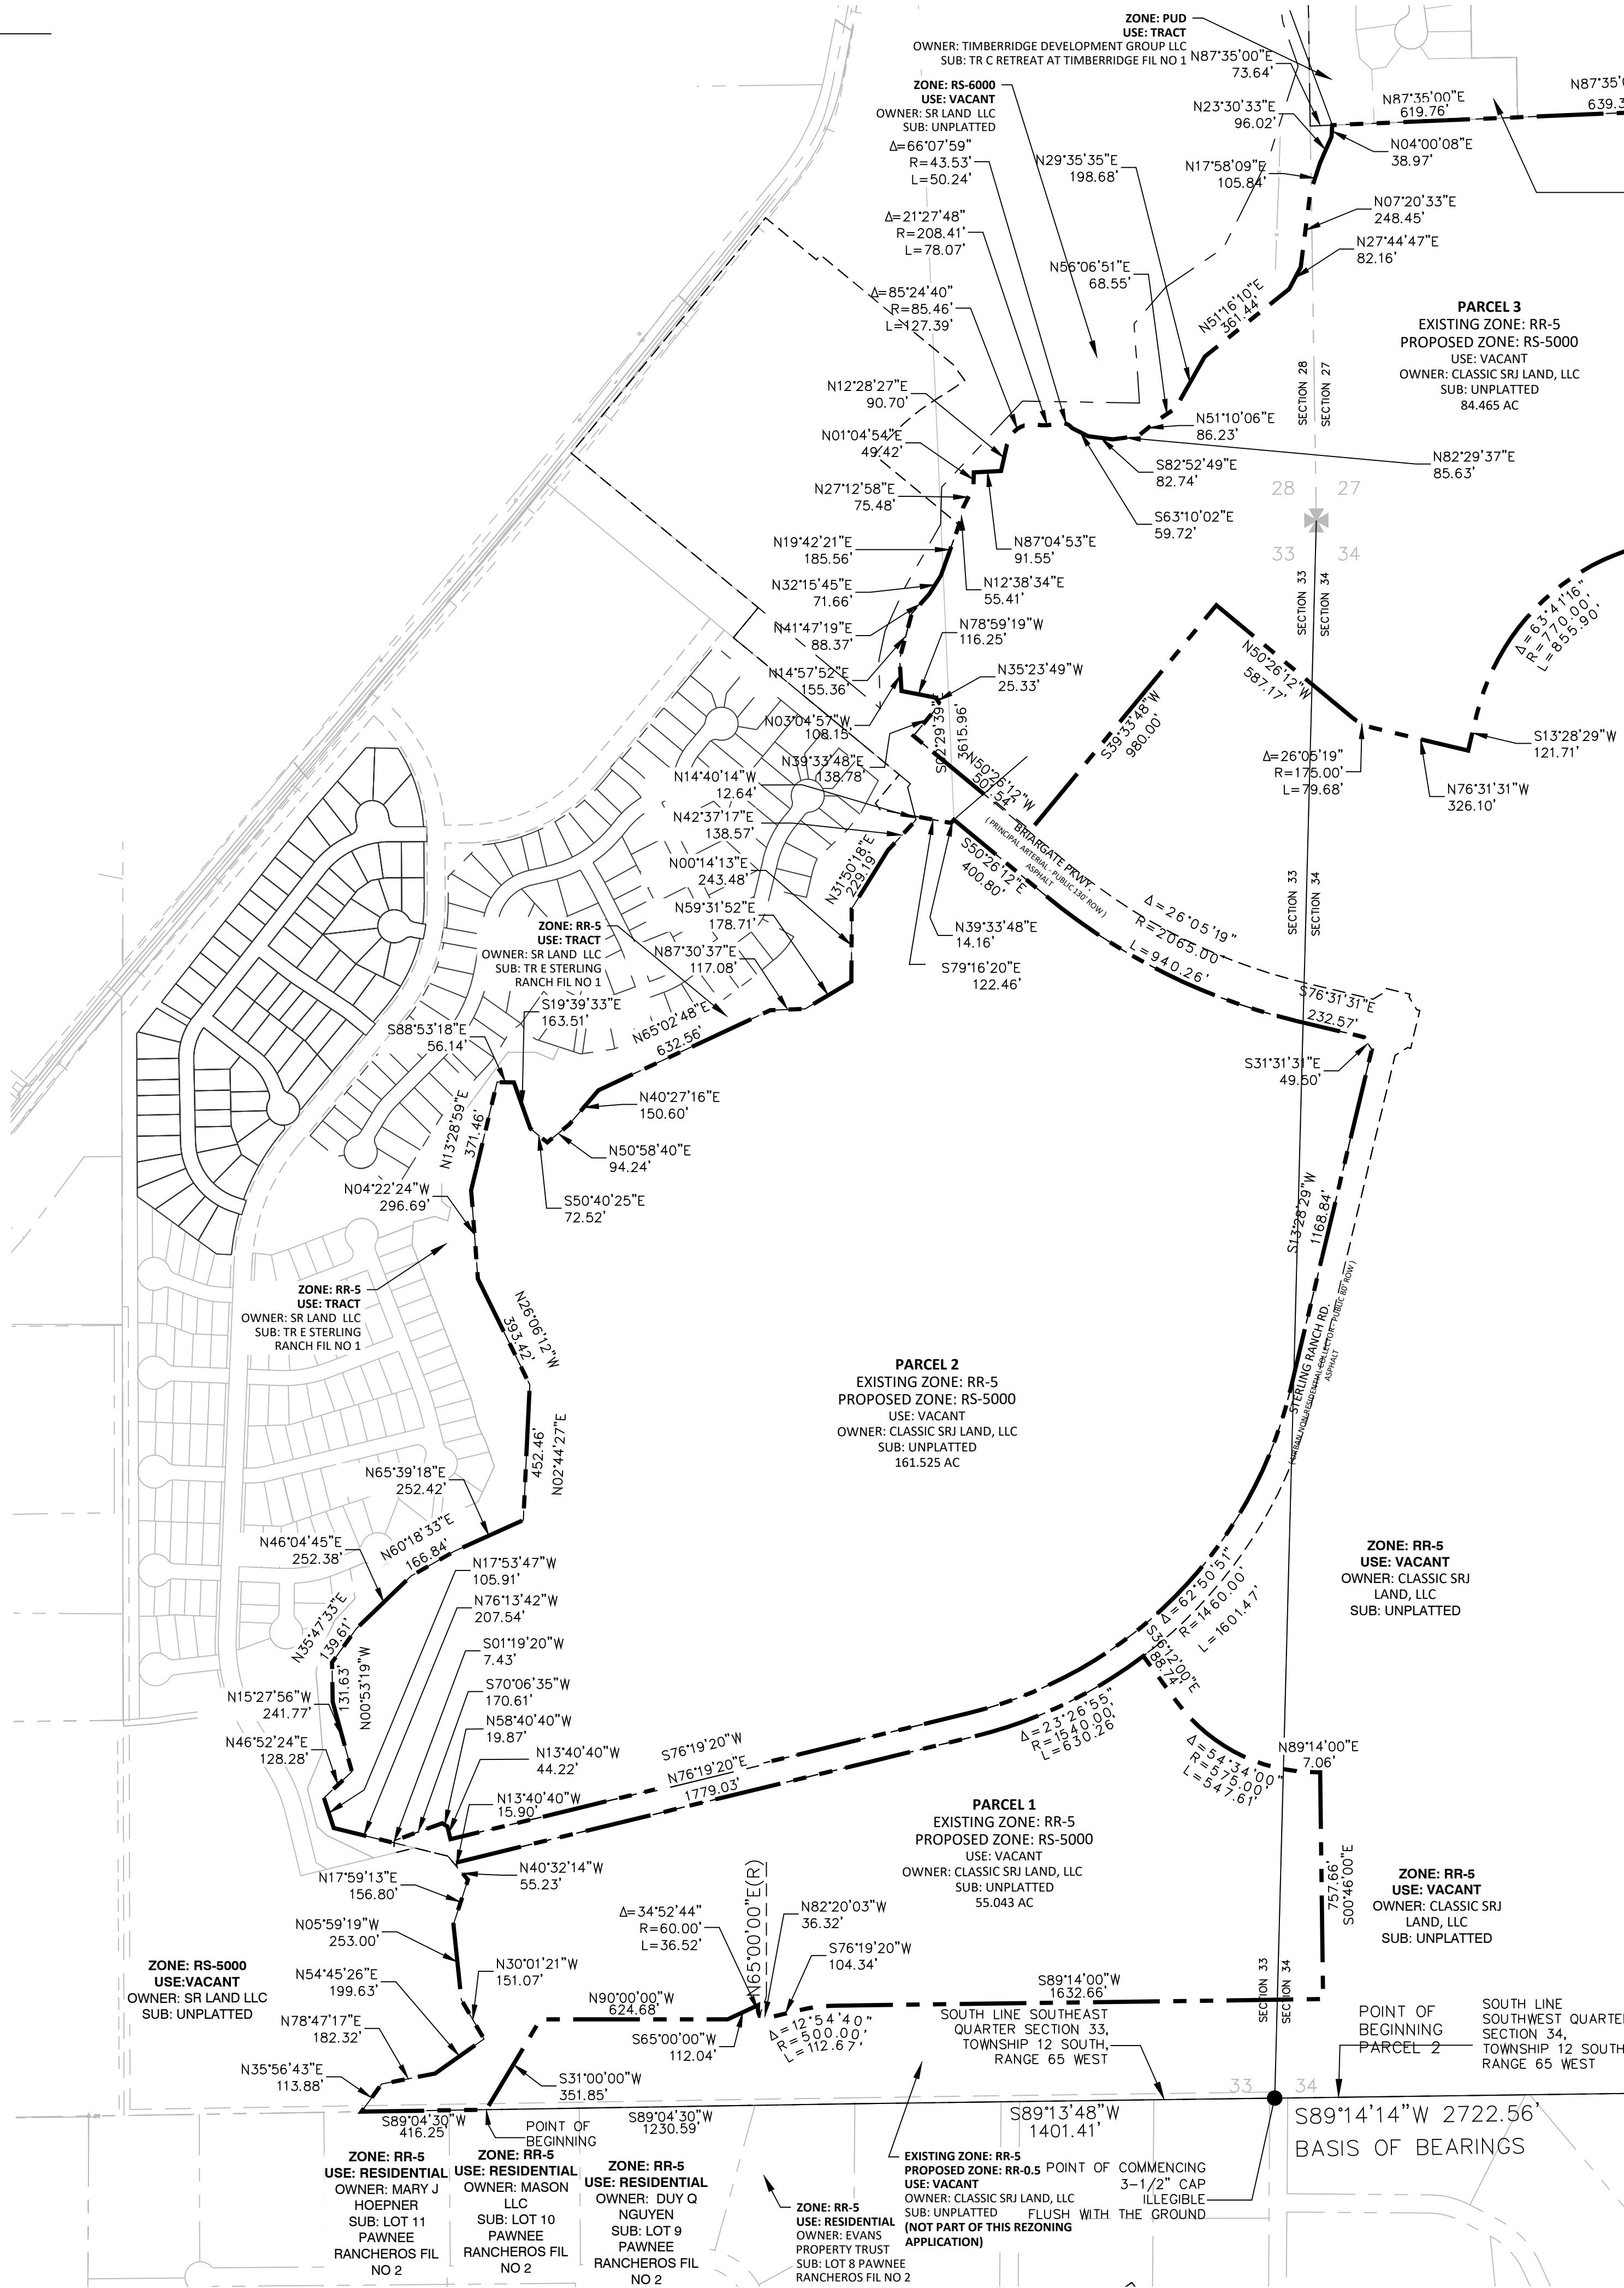 ZONE: PUD
USE: TRACT
OWNER: TIMBERRIDGE DEVELOPMENT GROUP LLC
SUB: TR C RETREAT AT TIMBERRIDGE FIL NO 1
N87°35'00"E
73.64'
ZONE: RS-6000
USE: VACANT
OWNER: SR LAND LLC
SUB: UNPLATTED
N23°30'33"E
96.02'
N87°35'00"E
619.76'
N87°35'
639.3
N04°00'08"E
38.97'
Δ=66°07'59"
R=43.53'
L=50.24'
N29°35'35"E
198.68'
N17°58'09"E
105.84'
Δ=21°27'48"
R=208.41'
L=78.07'
N07°20'33"E
248.45'
N27°44'47"E
82.16'
N56°06'51"E
68.55'
Δ=85°24'40"
R=85.46'
L=127.39'
N51°16'10"E
361.44'
PARCEL 3
EXISTING ZONE: RR-5
PROPOSED ZONE: RS-5000
USE: VACANT
OWNER: CLASSIC SRJ LAND, LLC
SUB: UNPLATTED
84.465 AC
SECTION 28
SECTION 27
N12°28'27"E
90.70'
N01°04'54"E
49.42'
N51°10'06"E
86.23'
N82°29'37"E
85.63'
S82°52'49"E
82.74'
N27°12'58"E
75.48'
28 27
S63°10'02"E
59.72'
N19°42'21"E
185.56'
N87°04'53"E
91.55'
33 34
N32°15'45"E
71.66'
N12°38'34"E
55.41'
SECTION 33
SECTION 34
N41°47'19"E
88.37'
N78°59'19"W
116.25'
Δ=63°41'16"
R=770.00'
L=855.90'
N14°57'52"E
155.36'
N35°23'49"W
25.33'
N50°26'12"W
587.17'
N03°04'57"W
108.15'
S02°29'39"E
3615.96'
S39°33'48"W
980.00'
S13°28'29"W
121.71'
N39°33'48"E
138.78'
N50°26'12"W
501.54'
Δ=26°05'19"
R=175.00'
L=79.68'
N14°40'14"W
12.64'
N76°31'31"W
326.10'
N42°37'17"E
138.57'
BRIARGATE PKWY.
( PRINCIPAL ARTERIAL - PUBLIC 130' ROW )
ASPHALT
N31°50'18"E
229.19'
S50°26'12"E
400.80'
N00°14'13"E
243.48'
SECTION 33
SECTION 34
N59°31'52"E
178.71'
Δ=26°05'19"
R=2065.00'
L=940.26'
N39°33'48"E
14.16'
ZONE: RR-5
USE: TRACT
OWNER: SR LAND LLC
SUB: TR E STERLING
RANCH FIL NO 1
N87°30'37"E
117.08'
S79°16'20"E
122.46'
S76°31'31"E
232.57'
S19°39'33"E
163.51'
S88°53'18"E
56.14'
N65°02'48"E
632.56'
S31°31'31"E
49.50'
N13°28'59"E
371.46'
N40°27'16"E
150.60'
N50°58'40"E
94.24'
N04°22'24"W
296.69'
S50°40'25"E
72.52'
S13°28'29"W
1168.84'
ZONE: RR-5
USE: TRACT
OWNER: SR LAND LLC
SUB: TR E STERLING
RANCH FIL NO 1
N26°06'12"W
393.42'
STERLING RANCH RD.
( URBAN NON-RESIDENTIAL COLLECTOR - PUBLIC 80' ROW )
ASPHALT
PARCEL 2
EXISTING ZONE: RR-5
PROPOSED ZONE: RS-5000
USE: VACANT
OWNER: CLASSIC SRJ LAND, LLC
SUB: UNPLATTED
161.525 AC
452.46'
N02°44'27"E
N65°39'18"E
252.42'
N46°04'45"E
252.38'
N60°18'33"E
166.84'
ZONE: RR-5
USE: VACANT
OWNER: CLASSIC SRJ
LAND, LLC
SUB: UNPLATTED
N17°53'47"W
105.91'
N76°13'42"W
207.54'
N35°47'33"E
139.61'
Δ=62°50'51"
R=1460.00'
L=1601.47'
S01°19'20"W
7.43'
131.63'
N00°53'19"W
S36°12'00"E
188.74'
S70°06'35"W
170.61'
N15°27'56"W
241.77'
N58°40'40"W
19.87'
N46°52'24"E
128.28'
N13°40'40"W
44.22'
S76°19'20"W
N76°19'20"E
1779.03'
Δ=23°26'55"
R=1540.00'
L=630.26'
Δ=54°34'00"
R=575.00'
L=547.61'
N89°14'00"E
7.06'
N13°40'40"W
15.90'
PARCEL 1
EXISTING ZONE: RR-5
PROPOSED ZONE: RS-5000
USE: VACANT
OWNER: CLASSIC SRJ LAND, LLC
SUB: UNPLATTED
55.043 AC
N40°32'14"W
55.23'
N17°59'13"E
156.80'
757.66'
S00°46'00"E
ZONE: RR-5
USE: VACANT
OWNER: CLASSIC SRJ
LAND, LLC
SUB: UNPLATTED
N65°00'00"E(R)
Δ=34°52'44"
R=60.00'
L=36.52'
N82°20'03"W
36.32'
N05°59'19"W
253.00'
S76°19'20"W
104.34'
ZONE: RS-5000
USE:VACANT
OWNER: SR LAND LLC
SUB: UNPLATTED
N54°45'26"E
199.63'
N30°01'21"W
151.07'
S89°14'00"W
1632.66'
SECTION 33
SECTION 34
N90°00'00"W
624.68'
N78°47'17"E
182.32'
S65°00'00"W
112.04'
Δ=12°54'40"
R=500.00'
L=112.67'
SOUTH LINE SOUTHEAST
QUARTER SECTION 33,
TOWNSHIP 12 SOUTH,
RANGE 65 WEST
POINT OF
BEGINNING
PARCEL 2
SOUTH LINE
SOUTHWEST QUARTE
SECTION 34,
TOWNSHIP 12 SOUTH
RANGE 65 WEST
N35°56'43"E
113.88'
S31°00'00"W
351.85'
33 34
S89°04'30"W
416.25'
POINT OF
BEGINNING
S89°04'30"W
1230.59'
S89°13'48"W
1401.41'
S89°14'14"W 2722.56'
BASIS OF BEARINGS
ZONE: RR-5
USE: RESIDENTIAL
OWNER: MARY J
HOEPNER
SUB: LOT 11
PAWNEE
RANCHEROS FIL
NO 2
ZONE: RR-5
USE: RESIDENTIAL
OWNER: MASON
LLC
SUB: LOT 10
PAWNEE
RANCHEROS FIL
NO 2
ZONE: RR-5
USE: RESIDENTIAL
OWNER: DUY Q
NGUYEN
SUB: LOT 9
PAWNEE
RANCHEROS FIL
NO 2
ZONE: RR-5
USE: RESIDENTIAL
OWNER: EVANS
PROPERTY TRUST
SUB: LOT 8 PAWNEE
RANCHEROS FIL NO 2
EXISTING ZONE: RR-5
PROPOSED ZONE: RR-0.5
USE: VACANT
OWNER: CLASSIC SRJ LAND, LLC
SUB: UNPLATTED
(NOT PART OF THIS REZONING
APPLICATION)
POINT OF COMMENCING
3-1/2" CAP
ILLEGIBLE
FLUSH WITH THE GROUND